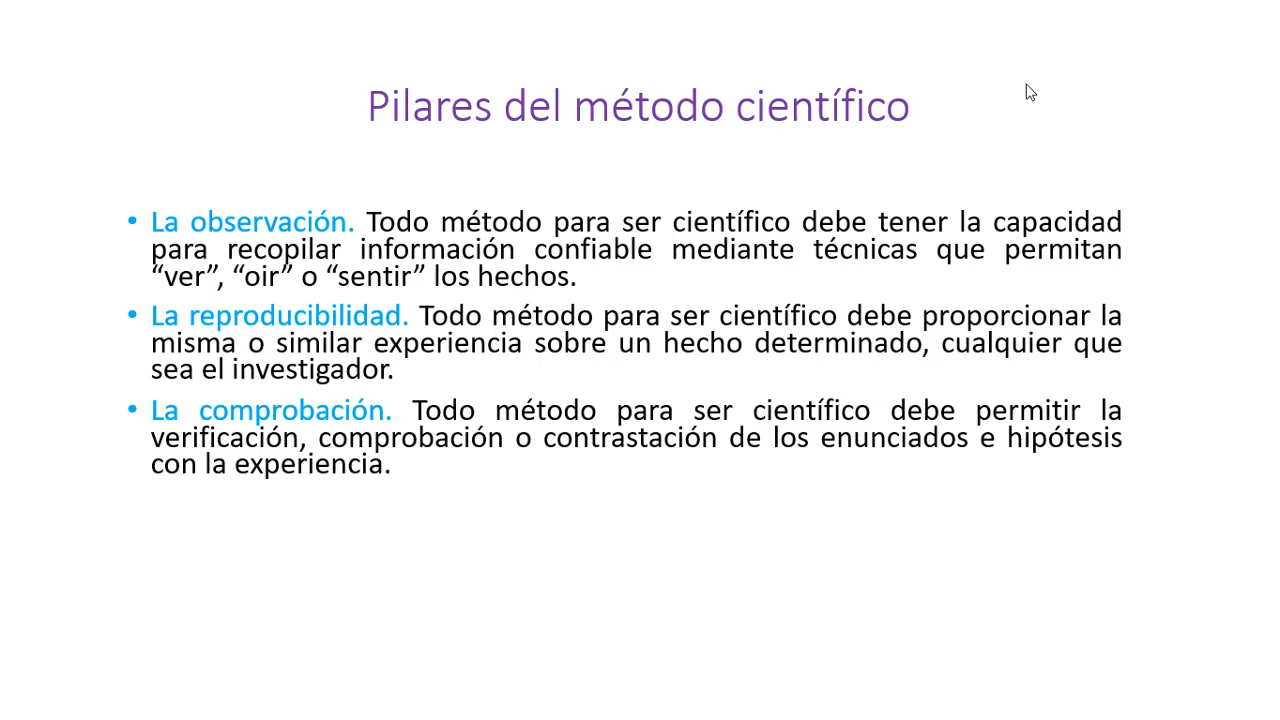 Pilares del método científico
• La observación. Todo método para ser científico debe tener la capacidad
para recopilar información confiable mediante técnicas que permitan
“ver”, “oir” o “sentir” los hechos.
• La reproducibilidad. Todo método para ser científico debe proporcionar la
misma o similar experiencia sobre un hecho determinado, cualquier que
sea el investigador.
• La comprobación. Todo método para ser científico debe permitir la
verificación, comprobación o contrastación de los enunciados e hipótesis
con la experiencia.